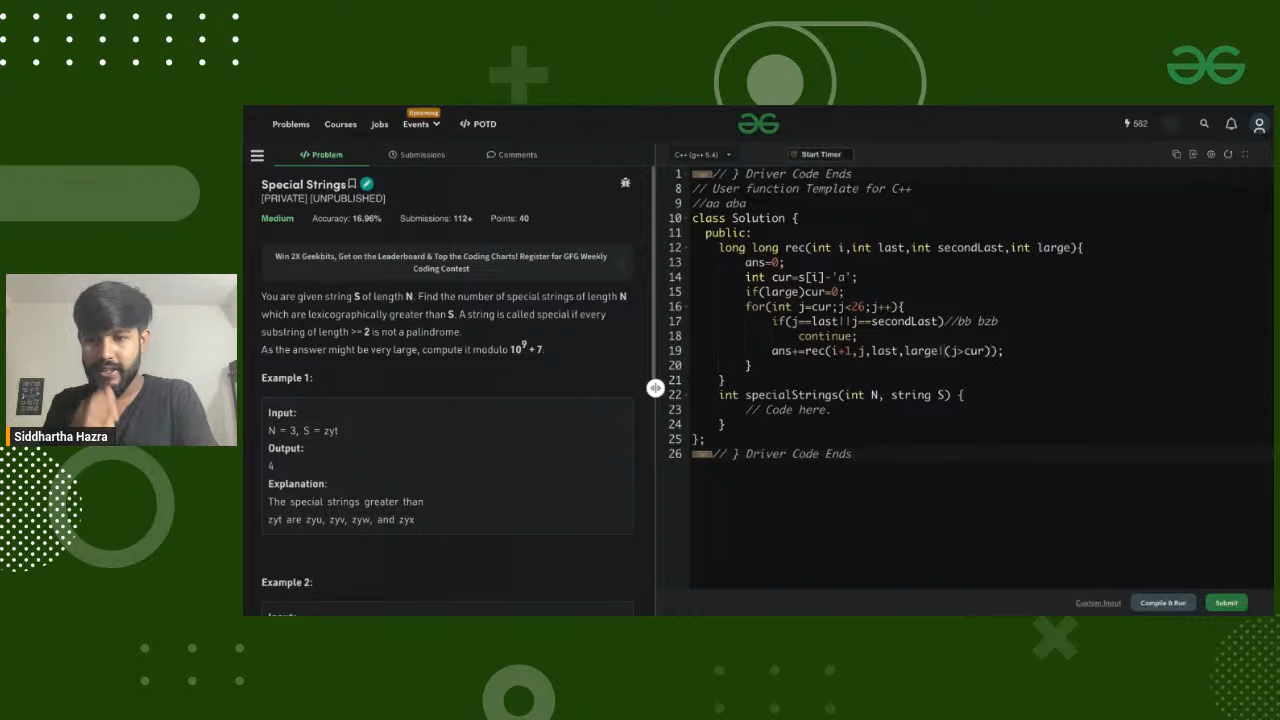 Upcoming
Problems Courses Jobs Events </> POTD
562
</> Problem Submissions Comments
C++ (g++ 5.4) Start Timer
Special Strings
[PRIVATE] [UNPUBLISHED]
Medium Accuracy: 16.96% Submissions: 112+ Points: 40
Win 2X Geekbits, Get on the Leaderboard & Top the Coding Charts! Register for GFG Weekly
Coding Contest
You are given string S of length N. Find the number of special strings of length N
which are lexicographically greater than S. A string is called special if every
substring of length >= 2 is not a palindrome.
As the answer might be very large, compute it modulo 10^9 + 7.
Example 1:
Input:
N = 3, S = zyt
Output:
4
Explanation:
The special strings greater than
zyt are zyu, zyv, zyw, and zyx
Example 2:
1 // } Driver Code Ends
8 // User function Template for C++
9 //aa aba
10 class Solution {
11 public:
12 long long rec(int i,int last,int secondLast,int large){
13 ans=0;
14 int cur=s[i]-'a';
15 if(large)cur=0;
16 for(int j=cur;j<26;j++){
17 if(j==last||j==secondLast)//bb bzb
18 continue;
19 ans+=rec(i+1,j,last,large|(j>cur));
20 }
21 }
22 int specialStrings(int N, string S) {
23 // Code here.
24 }
25 };
26 // } Driver Code Ends
Custom Input Compile & Run Submit
Siddhartha Hazra